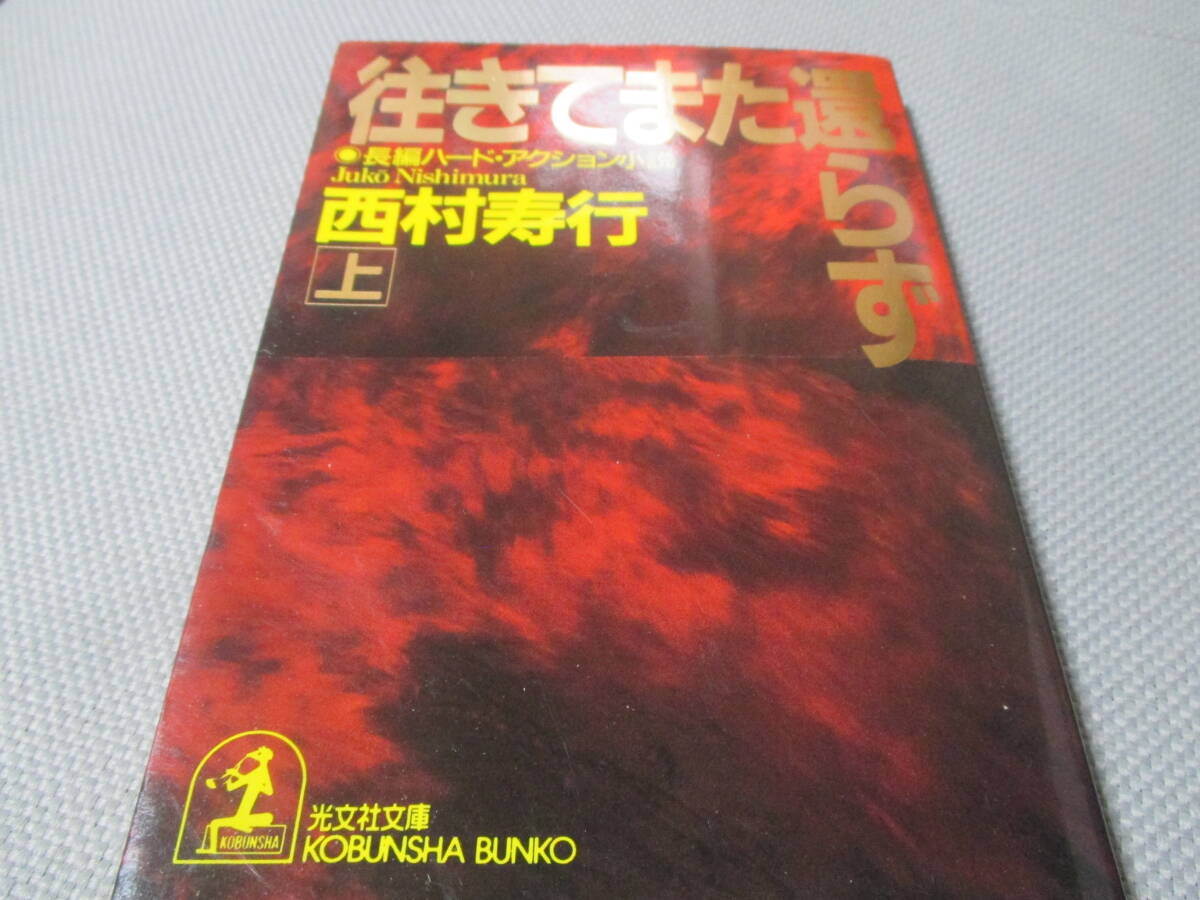 往きてまた還らず
●長編ハード・アクション小説
Jukō Nishimura
西村寿行
上
KOBUNSHA
光文社文庫
KOBUNSHA BUNKO